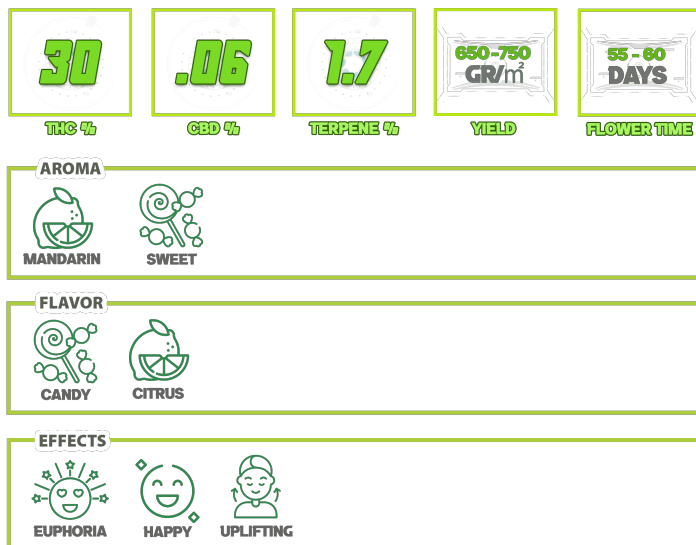 30
.06
1.7
650-750
GR/m²
55 - 60
DAYS
THC %
CBD %
TERPENE %
YIELD
FLOWER TIME
AROMA
MANDARIN
SWEET
FLAVOR
CANDY
CITRUS
EFFECTS
EUPHORIA
HAPPY
UPLIFTING